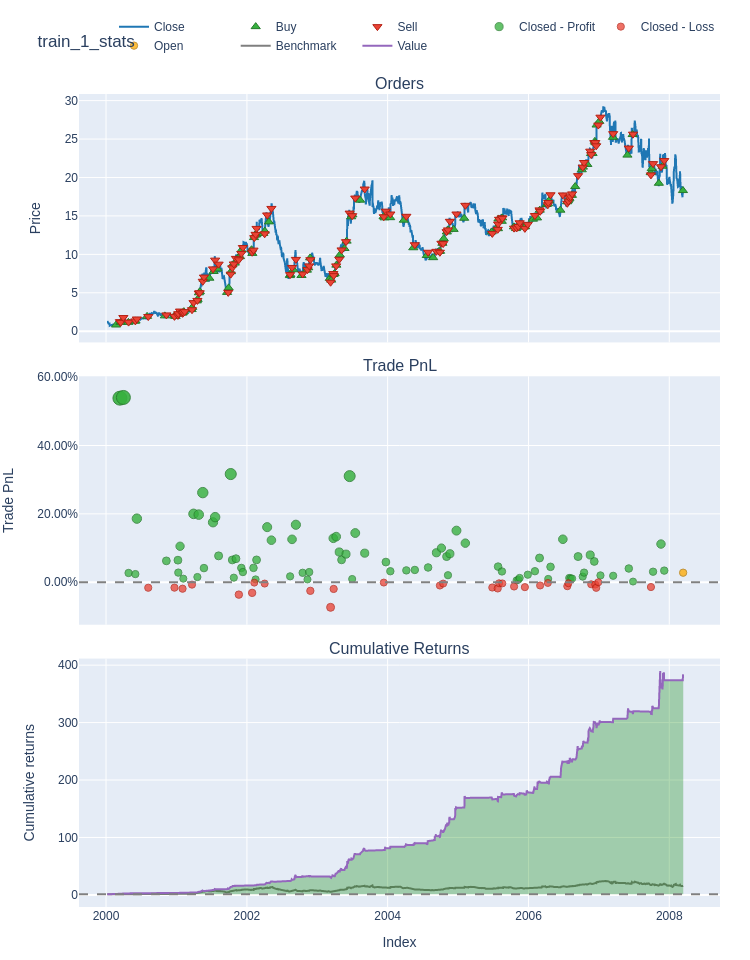 train_1_stats
Close
Buy
Sell
Closed - Profit
Closed - Loss
Open
Benchmark
Value
Orders
30
25
20
15
10
5
0
Price
Trade PnL
60.00%
40.00%
20.00%
0.00%
Trade PnL
Cumulative Returns
400
300
200
100
0
Cumulative returns
2000
2002
2004
2006
2008
Index